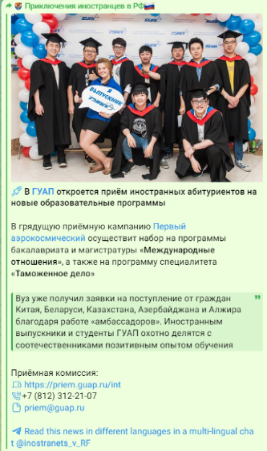 Приключения иностранцев в РФ🇷🇺
Я
ВЫПУСКНИК
ГУАП
🚀 В ГУАП откроется приём иностранных абитуриентов на
новые образовательные программы
В грядущую приёмную кампанию Первый
аэрокосмический осуществит набор на программы
бакалавриата и магистратуры «Международные
отношения», а также на программу специалитета
«Таможенное дело»
Вуз уже получил заявки на поступление от граждан
Китая, Беларуси, Казахстана, Азербайджана и Алжира
благодаря работе «амбассадоров». Иностранным
выпускники и студенты ГУАП охотно делятся с
соотечественниками позитивным опытом обучения
Приёмная комиссия:
https://priem.guap.ru/int
+7 (812) 312-21-07
priem@guap.ru
Read this news in different languages in a multi-lingual cha
t @inostranets_v_RF